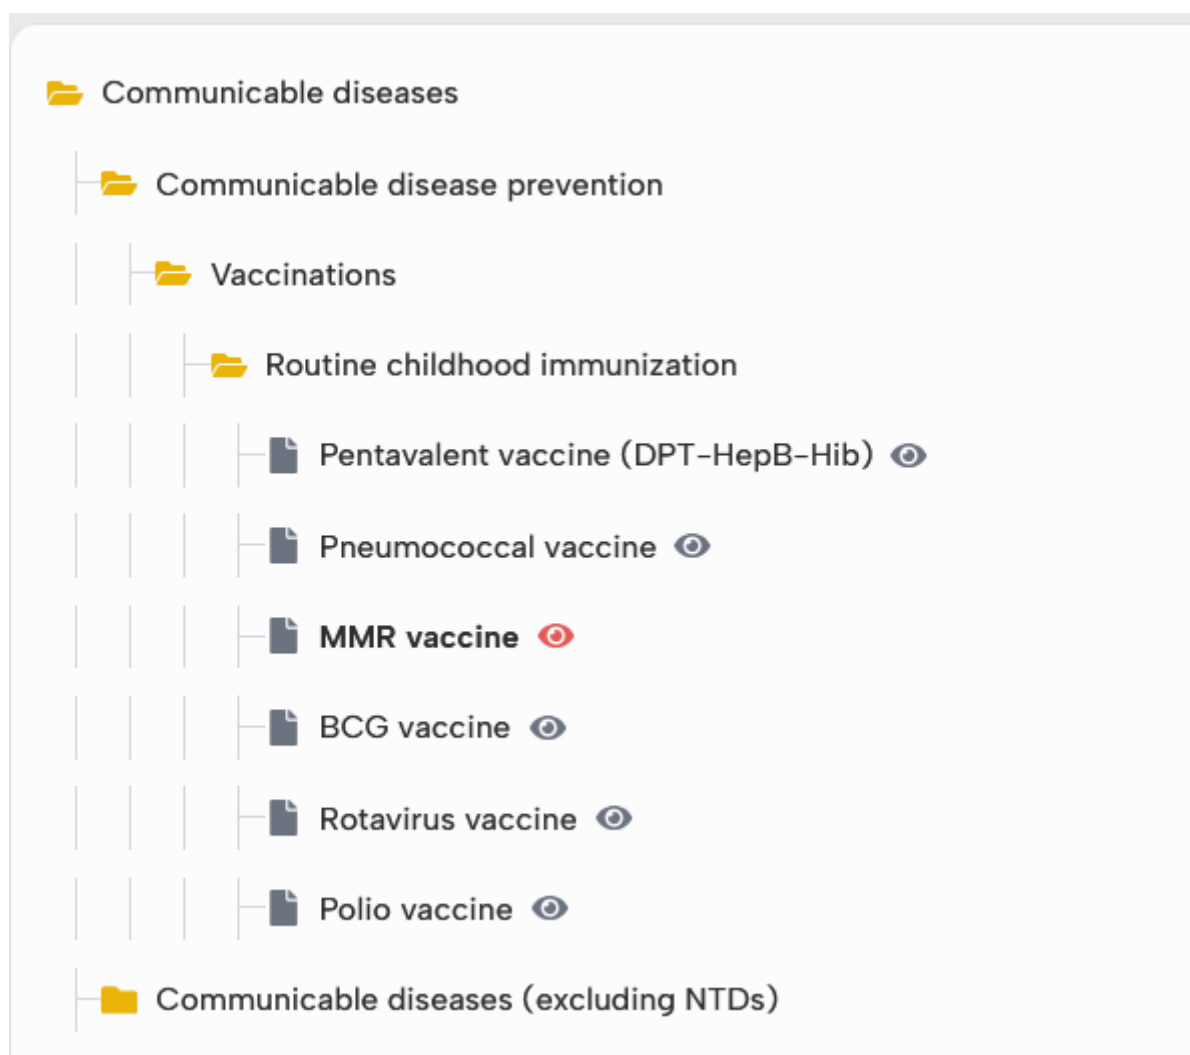 Communicable diseases
Communicable disease prevention
Vaccinations
Routine childhood immunization
Pentavalent vaccine (DPT-HepB-Hib)
Pneumococcal vaccine
MMR vaccine
BCG vaccine
Rotavirus vaccine
Polio vaccine
Communicable diseases (excluding NTDs)